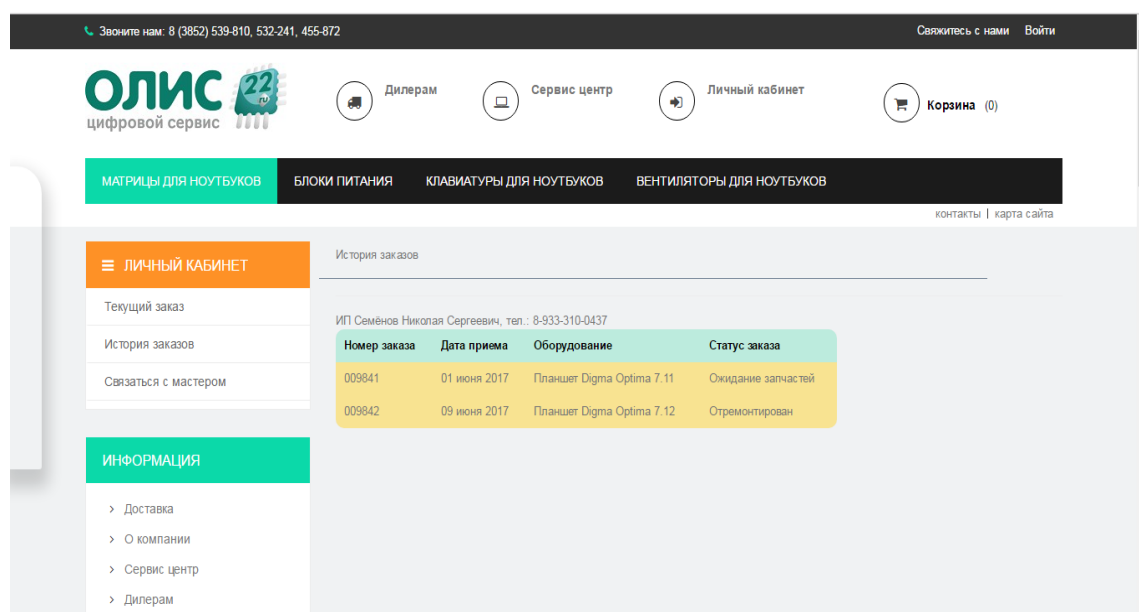 Звоните нам: 8 (3852) 539-810, 532-241, 455-872
Свяжитесь с нами Войти
ОЛИС 22 ru
цифровой сервис
Дилерам
Сервис центр
Личный кабинет
Корзина (0)
МАТРИЦЫ ДЛЯ НОУТБУКОВ БЛОКИ ПИТАНИЯ КЛАВИАТУРЫ ДЛЯ НОУТБУКОВ ВЕНТИЛЯТОРЫ ДЛЯ НОУТБУКОВ
контакты | карта сайта
ЛИЧНЫЙ КАБИНЕТ
Текущий заказ
История заказов
Связаться с мастером
ИНФОРМАЦИЯ
Доставка
О компании
Сервис центр
Дилерам
История заказов
ИП Семёнов Николая Сергеевич, тел.: 8-933-310-0437
Номер заказа Дата приема Оборудование Статус заказа
009841 01 июня 2017 Планшет Digma Optima 7.11 Ожидание запчастей
009842 09 июня 2017 Планшет Digma Optima 7.12 Отремонтирован